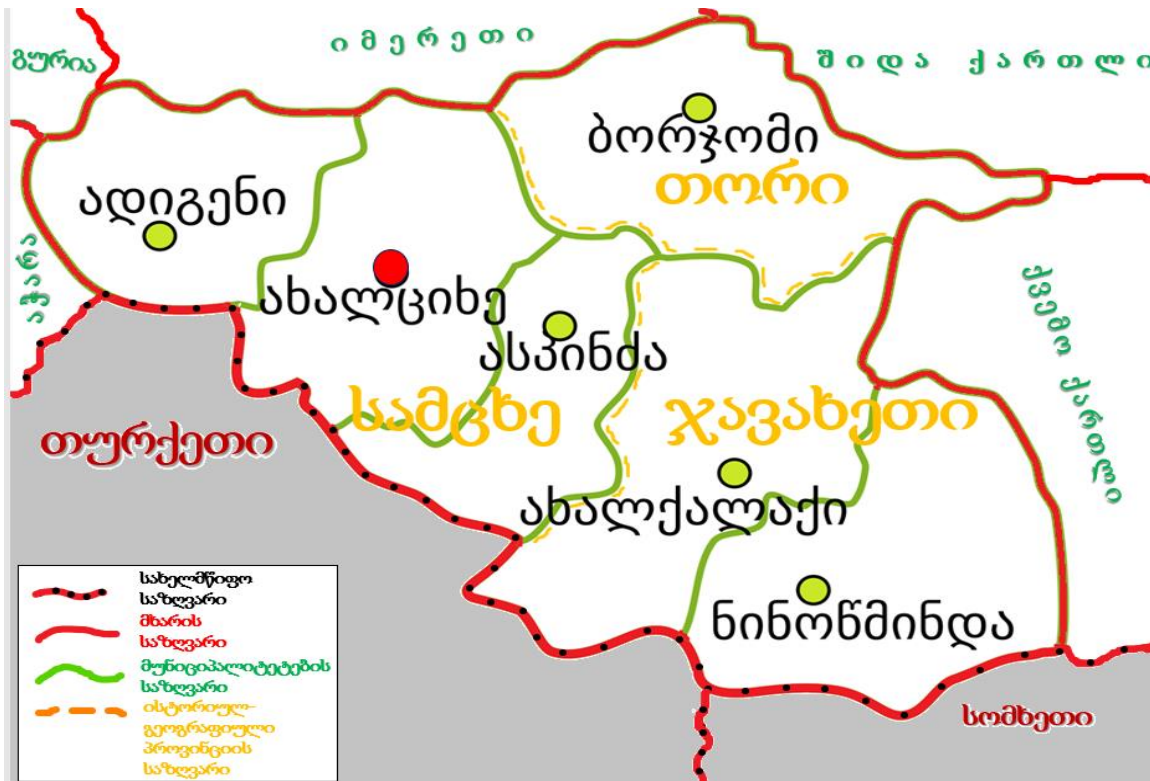 გურია
იმერეთი
შიდა ქართლი
ბორჯომი
თორი
ადიგენი
აჭარა
ახალციხე
ასპინძა
ქვემო ქართლი
სამცხე
ჯავახეთი
თურქეთი
ახალქალაქი
ნინოწმინდა
სომხეთი
სახელმწიფო
საზღვარი
მხარის
საზღვარი
მუნიციპალიტეტების
საზღვარი
ისტორიულ-
გეოგრაფიული
პროვინციის
საზღვარი